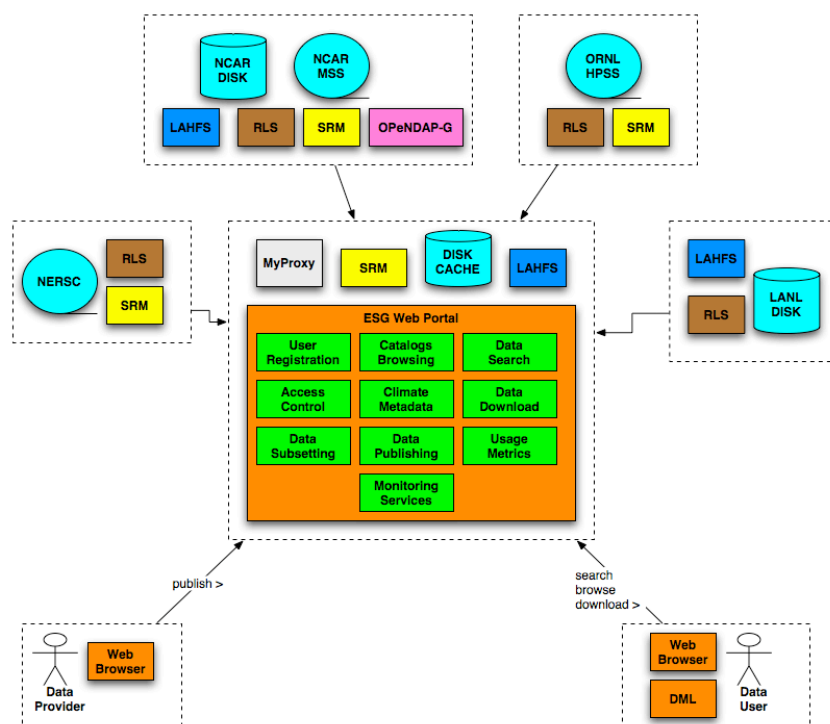 NCAR
DISK
NCAR
MSS
LAHFS
RLS
SRM
OPeNDAP-G
ORNL
HPSS
RLS
SRM
NERSC
RLS
SRM
MyProxy
SRM
DISK
CACHE
LAHFS
LAHFS
RLS
LANL
DISK
ESG Web Portal
User
Registration
Catalogs
Browsing
Data
Search
Access
Control
Climate
Metadata
Data
Download
Data
Subsetting
Data
Publishing
Usage
Metrics
Monitoring
Services
publish >
search
browse
download >
Data
Provider
Web
Browser
Web
Browser
DML
Data
User